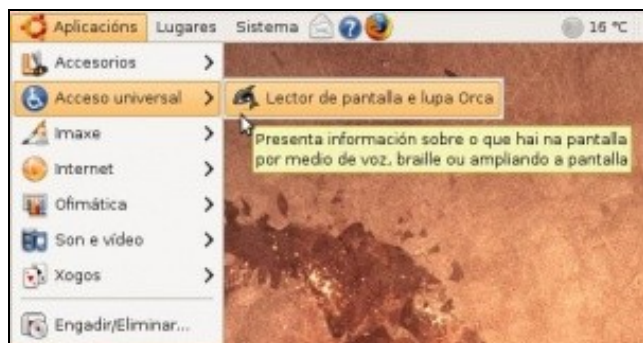 Aplicacións Lugares Sistema 16 °C
Accesorios
Acceso universal
Lector de pantalla e lupa Orca
Presenta información sobre o que hai na pantalla
por medio de voz, braille ou ampliando a pantalla
Imaxe
Internet
Ofimática
Son e vídeo
Xogos
Engadir/Eliminar...